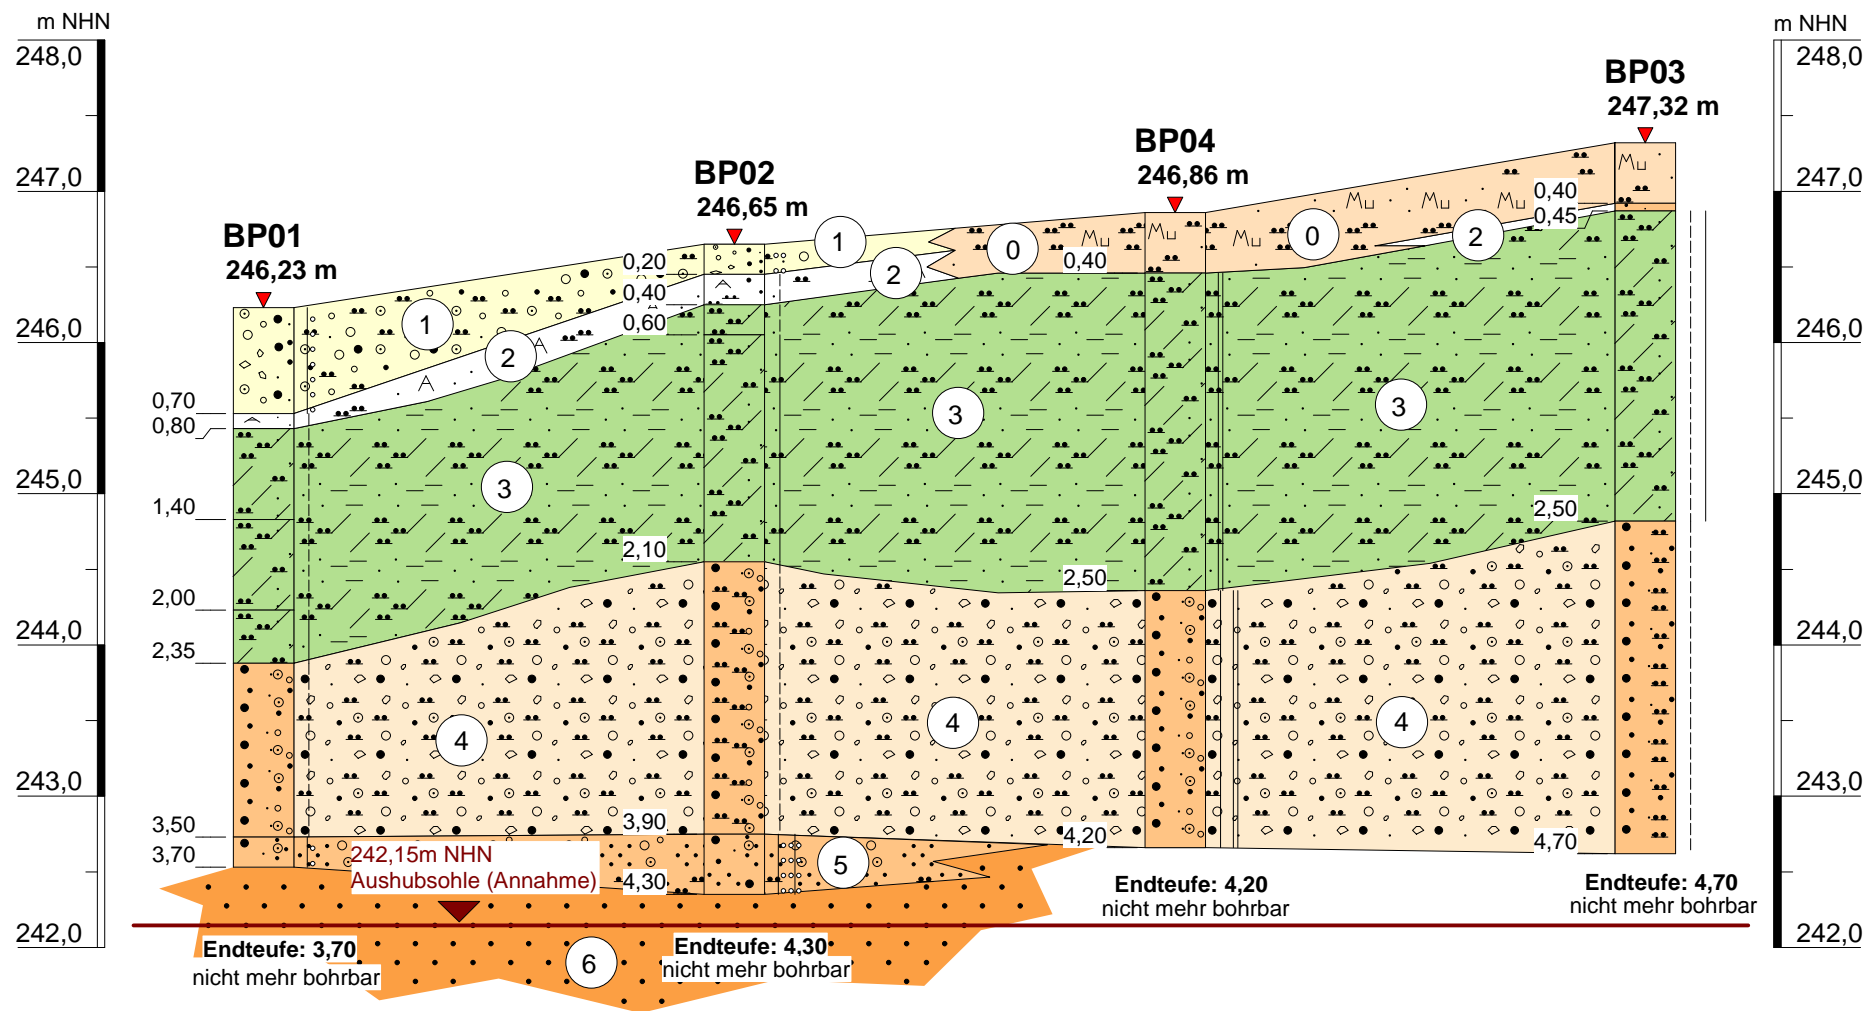 m NHN
m NHN
248,0
248,0
247,0
247,0
246,0
246,0
245,0
245,0
244,0
244,0
243,0
243,0
242,0
242,0
BP01
246,23 m
BP02
246,65 m
BP04
246,86 m
BP03
247,32 m
0,70
0,80
1,40
2,00
2,35
3,50
3,70
0,20
0,40
0,60
2,10
3,90
4,30
0,40
2,50
4,20
0,40
0,45
2,50
4,70
1
2
3
4
1
2
0
3
4
5
0
2
3
4
6
242,15m NHN
Aushubsohle (Annahme)
Endteufe: 3,70
nicht mehr bohrbar
Endteufe: 4,30
nicht mehr bohrbar
Endteufe: 4,20
nicht mehr bohrbar
Endteufe: 4,70
nicht mehr bohrbar